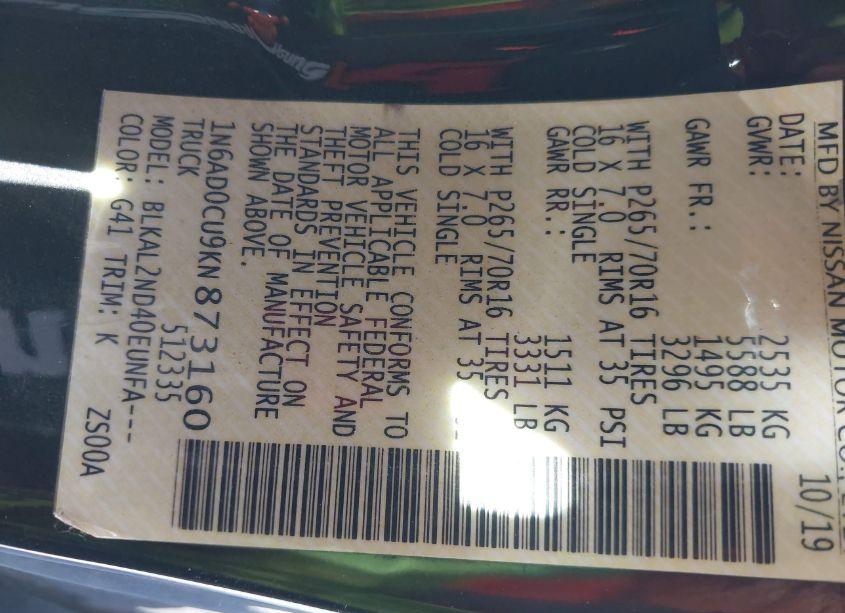 MFD BY NISSAN MOTOR CO.,
DATE: 10/19
GVWR: 2535 KG
5588 LB
GAWR FR.: 1495 KG
3296 LB
WITH P265/70R16 TIRES
16 X 7.0 RIMS AT 35 PSI
COLD SINGLE
GAWR RR.: 1511 KG
3331 LB
WITH P265/70R16 TIRES
16 X 7.0 RIMS AT 35
COLD SINGLE
THIS VEHICLE CONFORMS TO
ALL APPLICABLE FEDERAL
MOTOR VEHICLE SAFETY AND
THEFT PREVENTION
STANDARDS IN EFFECT ON
THE DATE OF MANUFACTURE
SHOWN ABOVE.
1N6AD0CU9KN873160
TRUCK 512335
MODEL: BLKAL2ND40EUNFA---
COLOR: G41 TRIM: K
ZS00A